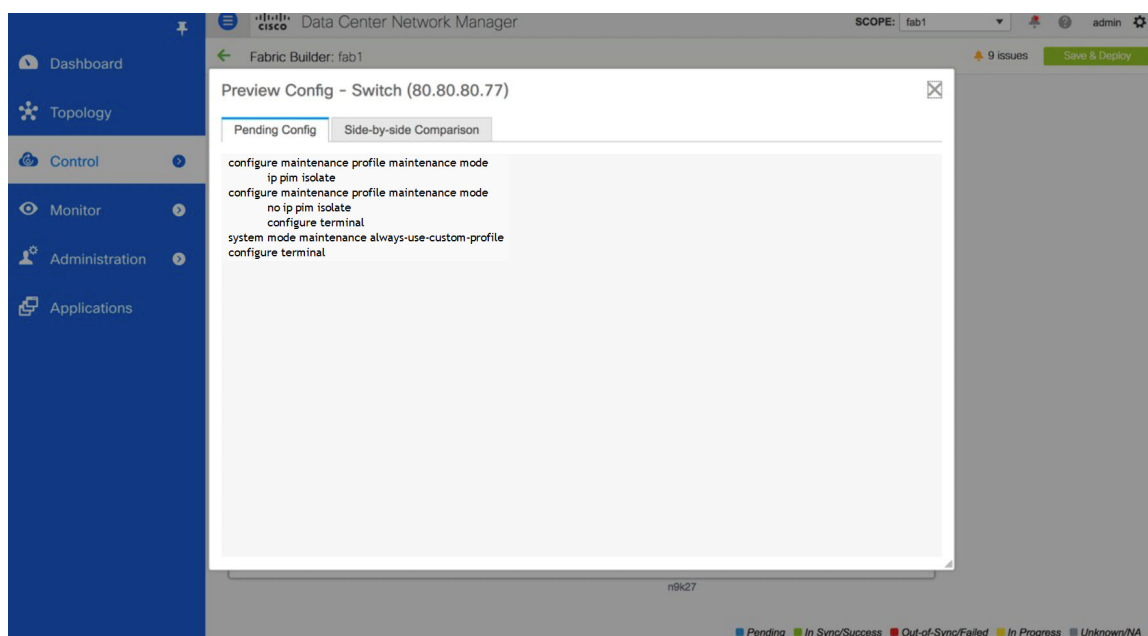 cisco Data Center Network Manager
SCOPE: fab1
admin
Fabric Builder: fab1
9 issues
Save & Deploy
Dashboard
Topology
Control
Monitor
Administration
Applications
Preview Config - Switch (80.80.80.77)
Pending Config
Side-by-side Comparison
configure maintenance profile maintenance mode
ip pim isolate
configure maintenance profile maintenance mode
no ip pim isolate
configure terminal
system mode maintenance always-use-custom-profile
configure terminal
n9k27
Pending In Sync/Success Out-of-Sync/Failed In Progress Unknown/NA